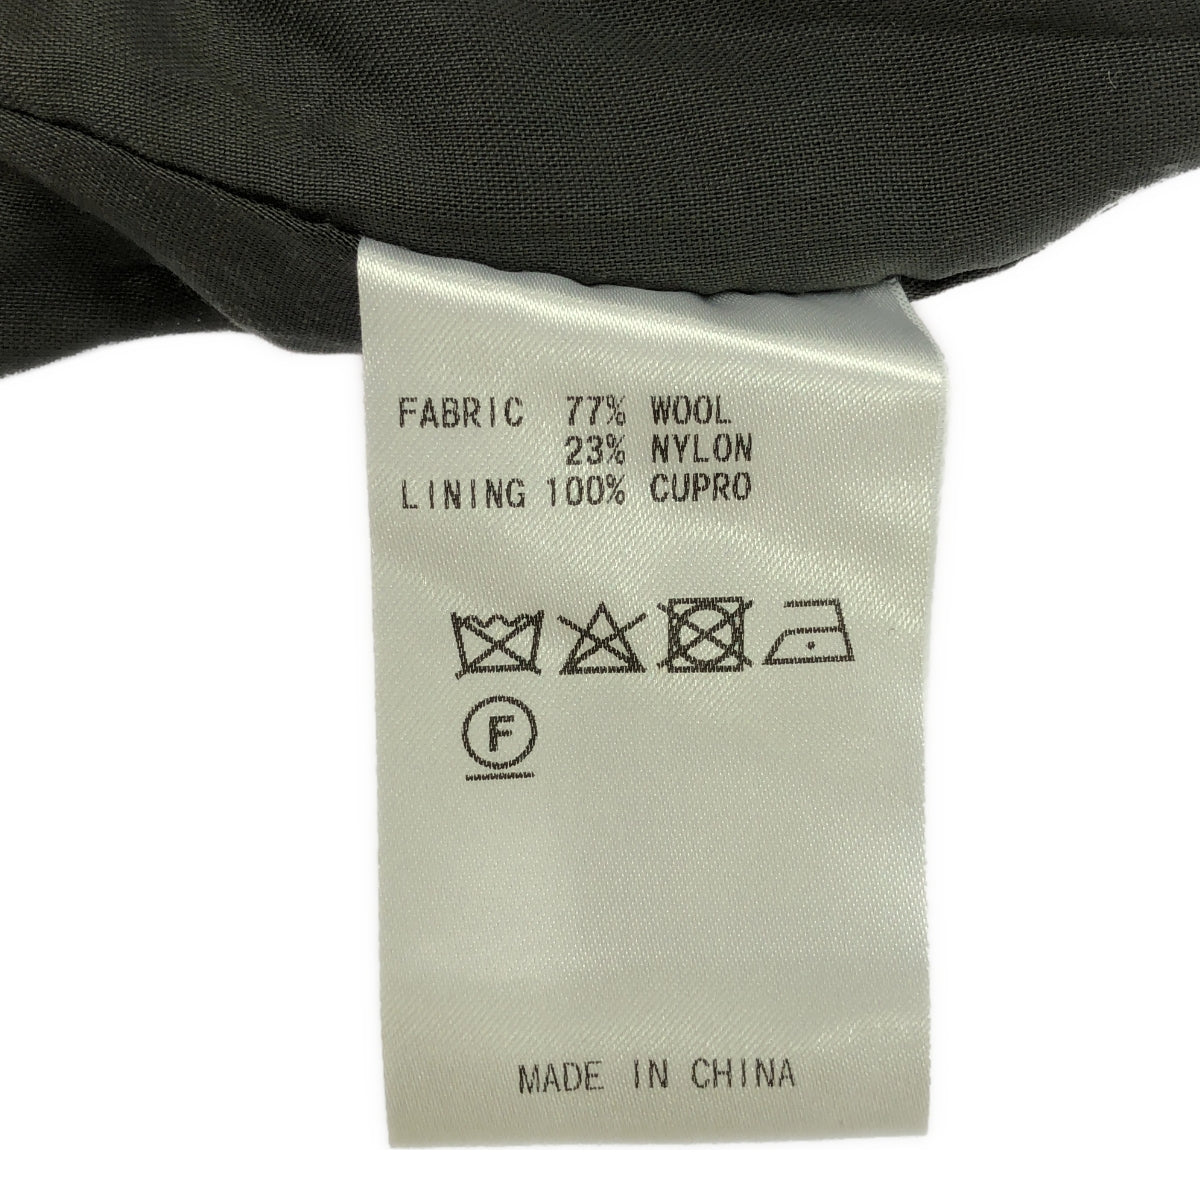 FABRIC 77% WOOL
23% NYLON
LINING 100% CUPRO
F
MADE IN CHINA